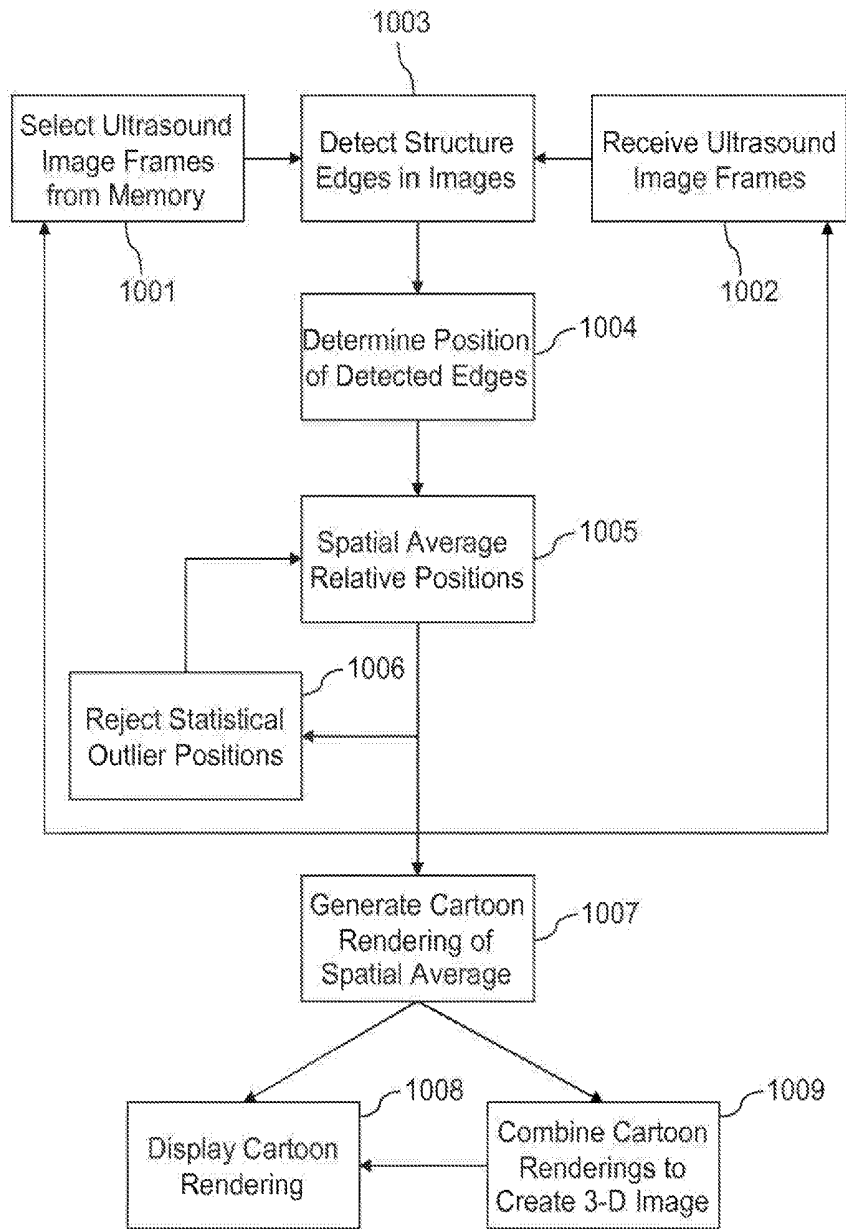 1003
Select Ultrasound
Image Frames
from Memory
Detect Structure
Edges in Images
Receive Ultrasound
Image Frames
1001
1002
Determine Position
of Detected Edges
1004
Spatial Average
Relative Positions
1005
1006
Reject Statistical
Outlier Positions
Generate Cartoon
Rendering of
Spatial Average
1007
1008
1009
Display Cartoon
Rendering
Combine Cartoon
Renderings to
Create 3-D Image